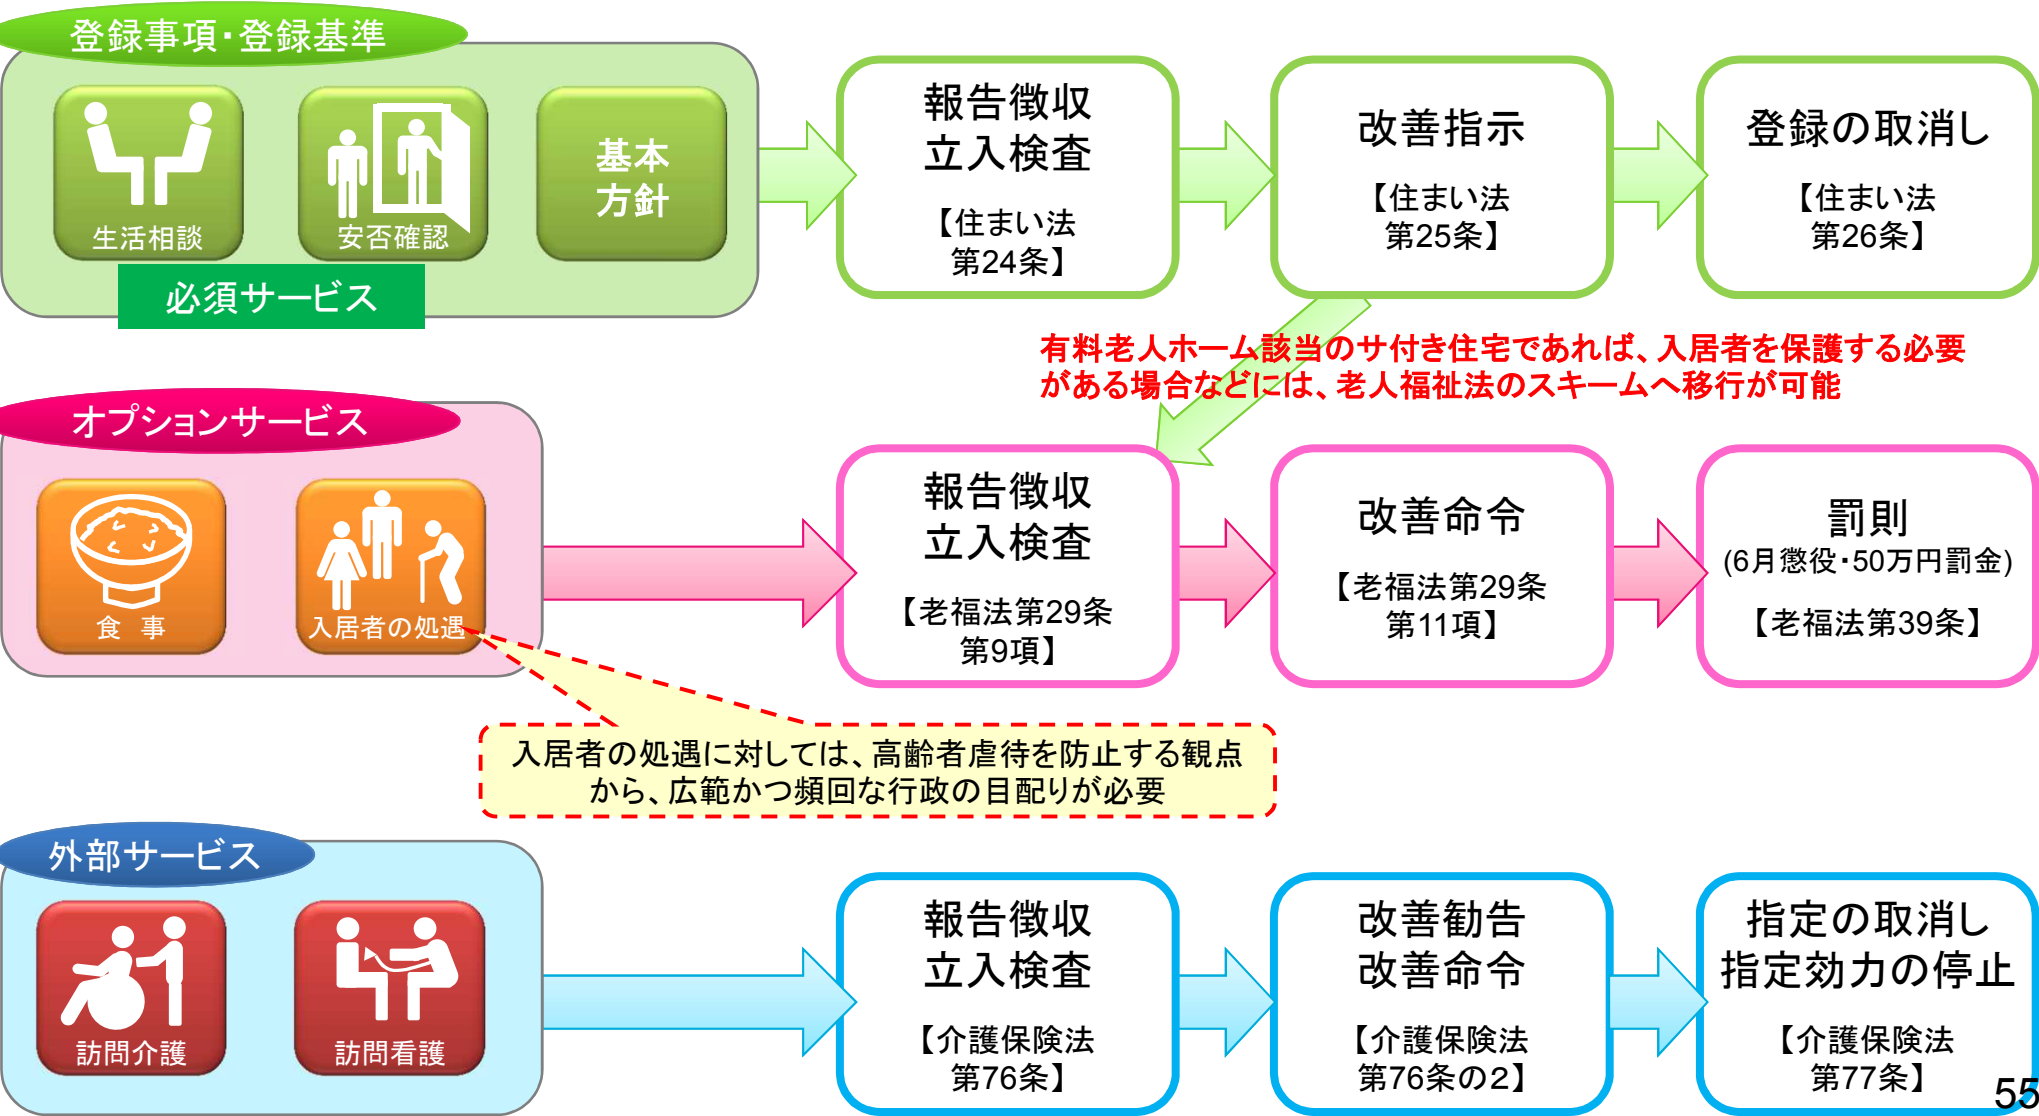 登録事項・登録基準
生活相談
安否確認
基本
方針
必須サービス
報告徴収
立入検査
【住まい法
第24条】
改善指示
【住まい法
第25条】
登録の取消し
【住まい法
第26条】
有料老人ホーム該当のサ付き住宅であれば、入居者を保護する必要
がある場合などには、老人福祉法のスキームへ移行が可能
オプションサービス
食　事
入居者の処遇
報告徴収
立入検査
【老福法第29条
第9項】
改善命令
【老福法第29条
第11項】
罰則
(6月懲役・50万円罰金)
【老福法第39条】
入居者の処遇に対しては、高齢者虐待を防止する観点
から、広範かつ頻回な行政の目配りが必要
外部サービス
訪問介護
訪問看護
報告徴収
立入検査
【介護保険法
第76条】
改善勧告
改善命令
【介護保険法
第76条の２】
指定の取消し
指定効力の停止
【介護保険法
第77条】
55